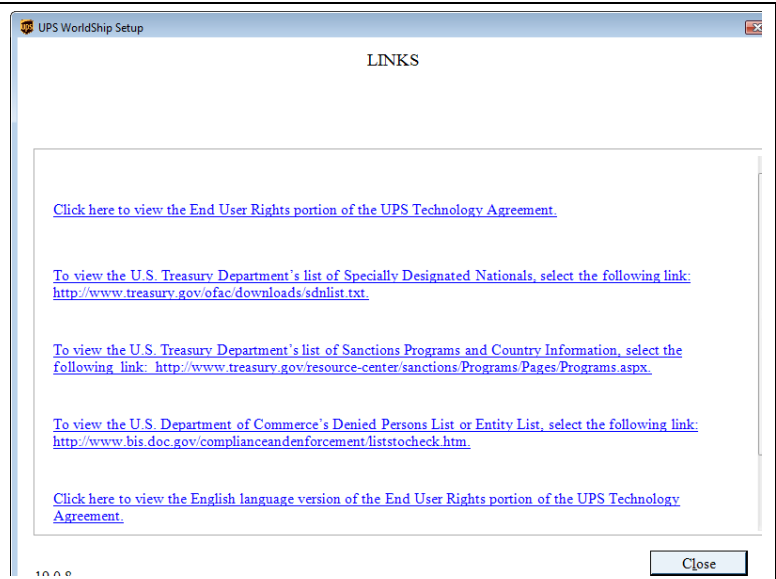 ups UPS WorldShip Setup
LINKS
Click here to view the End User Rights portion of the UPS Technology Agreement.
To view the U.S. Treasury Department's list of Specially Designated Nationals, select the following link:
http://www.treasury.gov/ofac/downloads/sdnlist.txt.
To view the U.S. Treasury Department's list of Sanctions Programs and Country Information, select the
following link: http://www.treasury.gov/resource-center/sanctions/Programs/Pages/Programs.aspx.
To view the U.S. Department of Commerce's Denied Persons List or Entity List, select the following link:
http://www.bis.doc.gov/complianceandenforcement/liststocheck.htm.
Click here to view the English language version of the End User Rights portion of the UPS Technology
Agreement.
Close
19.0.8